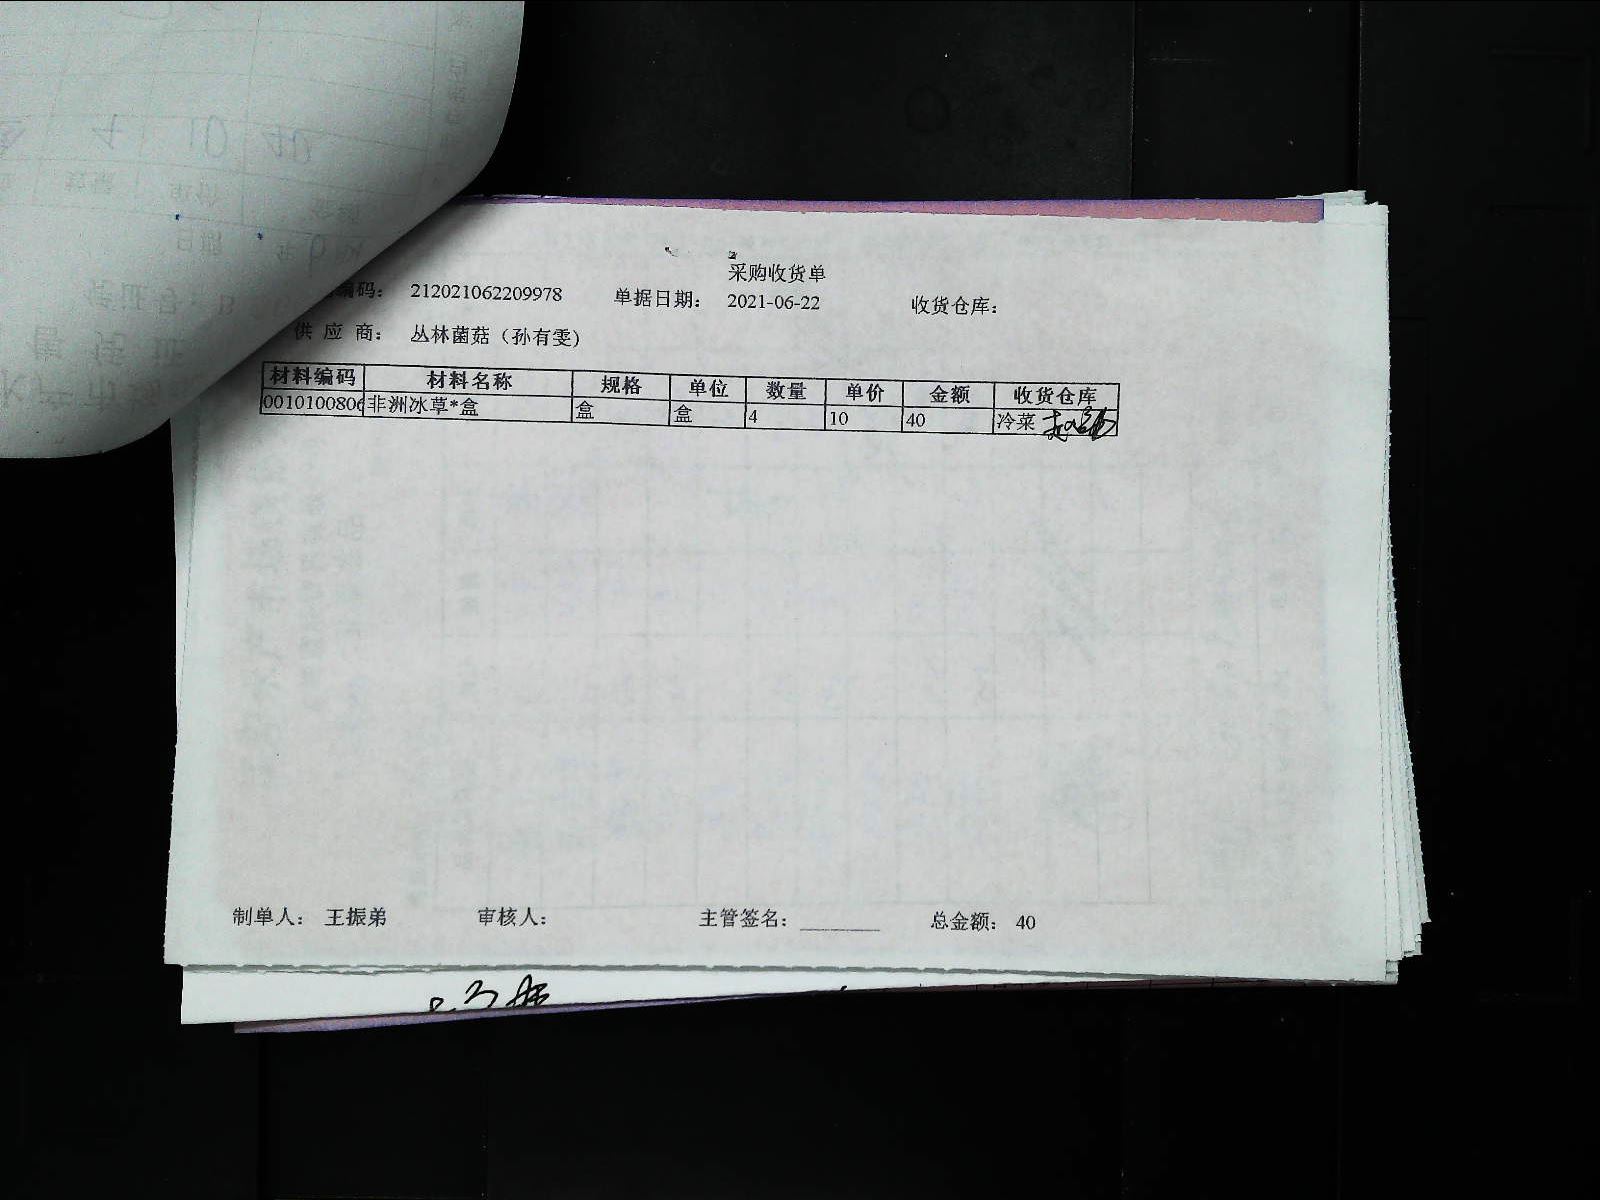 采购收货单
编码： 212021062209978 单据日期： 2021-06-22 收货仓库：
供 应 商： 丛林菌菇（孙有雯）
材料编码 材料名称 规格 单位 数量 单价 金额 收货仓库
0010100806 非洲冰草*盒 盒 盒 4 10 40 冷菜
制单人： 王振弟 审核人： 主管签名： 总金额： 40